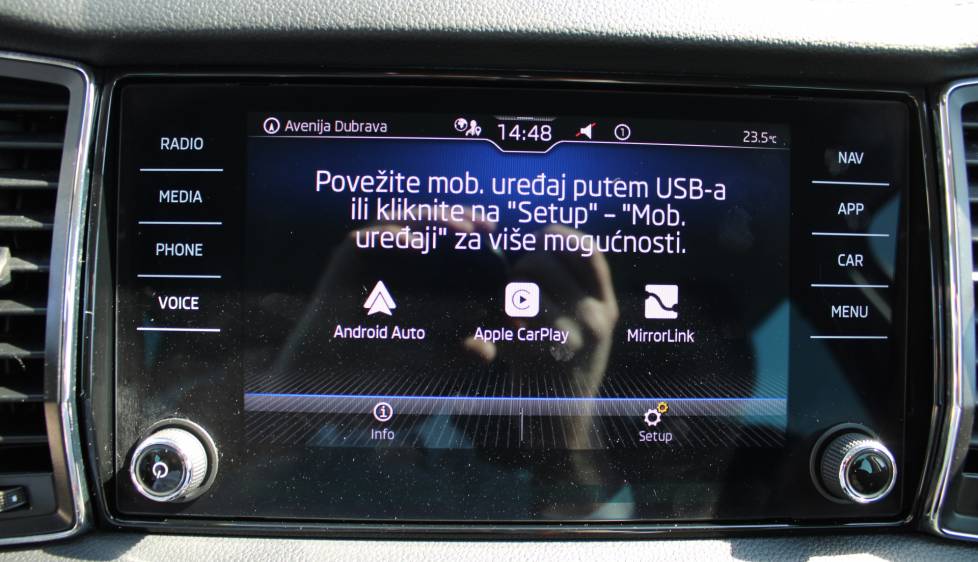 Avenija Dubrava
14:48
1
23.5°C
RADIO
MEDIA
PHONE
VOICE
Povežite mob. uređaj putem USB-a
ili kliknite na "Setup" – "Mob.
uređaji" za više mogućnosti.
Android Auto
Apple CarPlay
MirrorLink
Info
Setup
NAV
APP
CAR
MENU